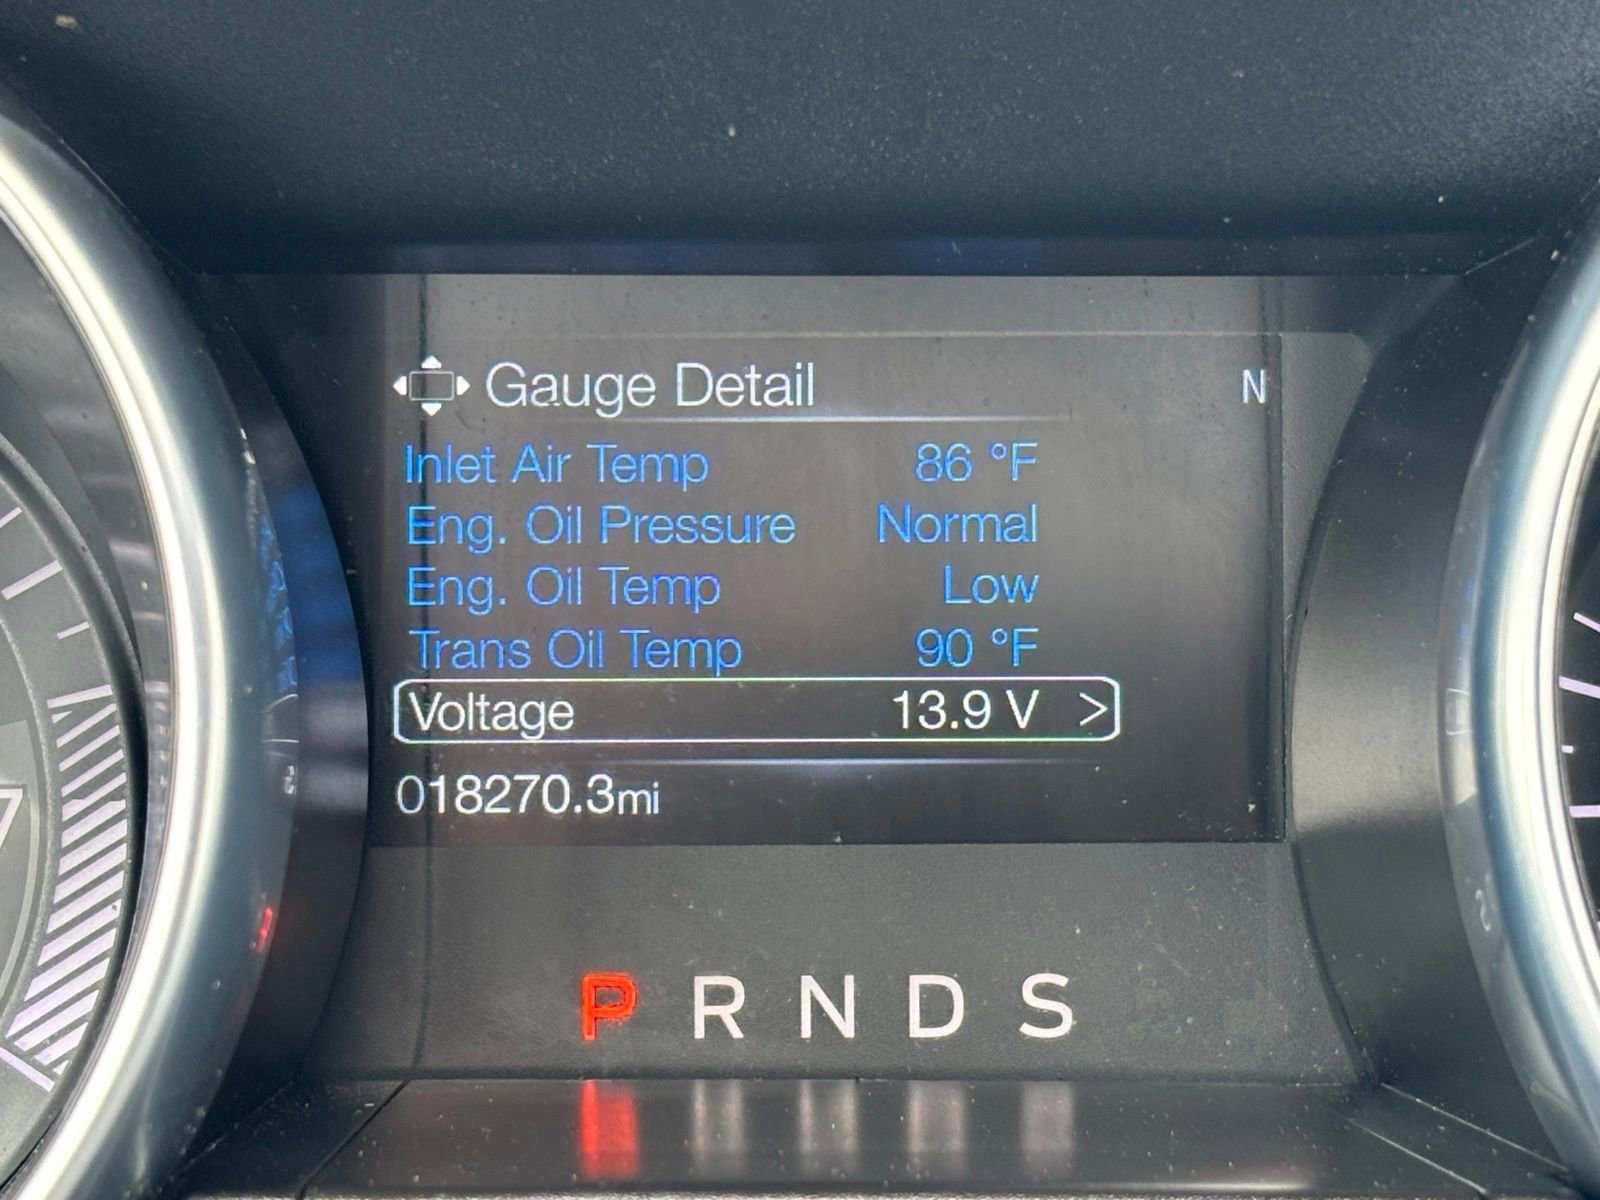 Gauge Detail N
Inlet Air Temp 86 °F
Eng. Oil Pressure Normal
Eng. Oil Temp Low
Trans Oil Temp 90 °F
Voltage 13.9 V >
018270.3mi
P R N D S